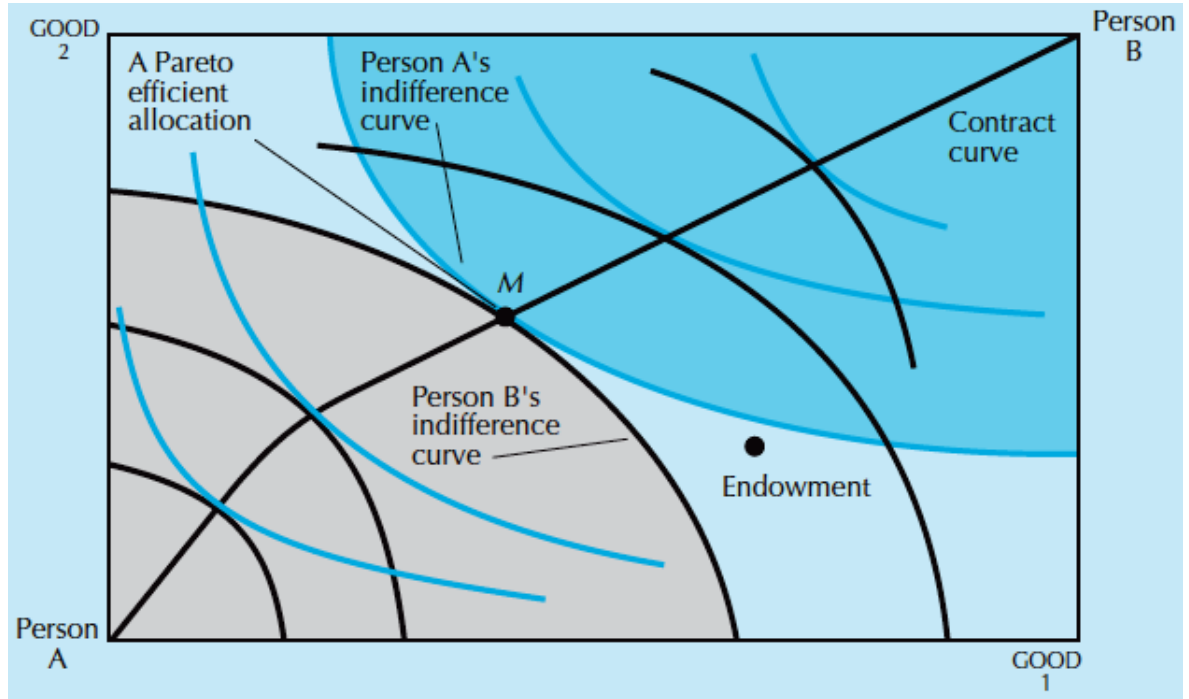 GOOD
2
Person
B
A Pareto
efficient
allocation
Person A's
indifference
curve
Contract
curve
M
Person B's
indifference
curve
Endowment
Person
A
GOOD
1